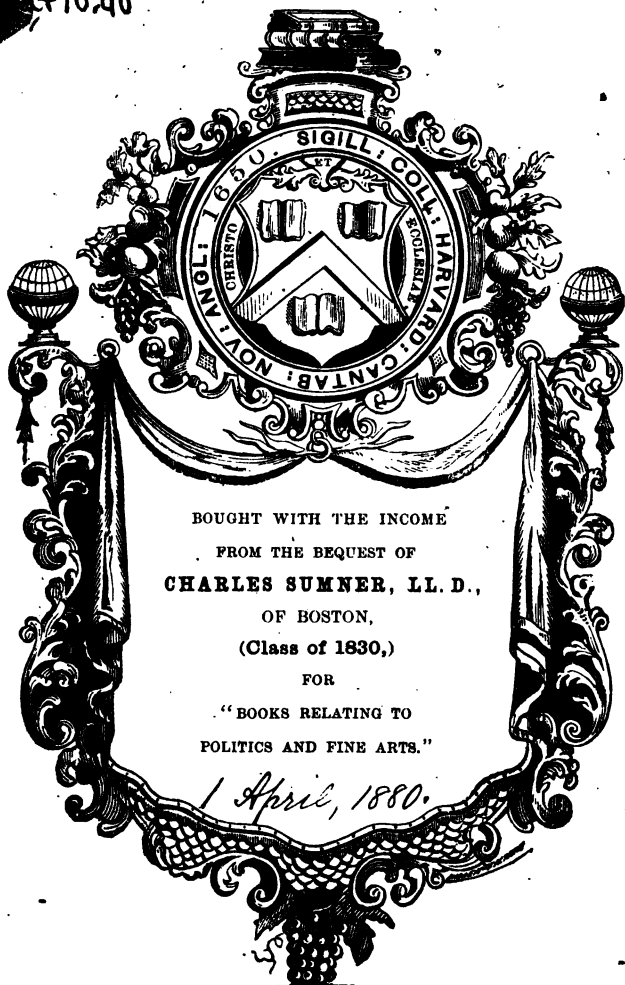 SIGILL: COLL: HARVARD: CANTAB: NOV: ANGL: 1650.
ET
CHRISTO
ECCLESIAE
BOUGHT WITH THE INCOME
FROM THE BEQUEST OF
CHARLES SUMNER, LL. D.,
OF BOSTON,
(Class of 1830,)
FOR
"BOOKS RELATING TO
POLITICS AND FINE ARTS."
1 April, 1880.